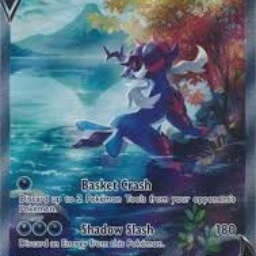 Basket Crash
Discard up to 2 Pokémon Tools from your opponent's
Pokémon.
Shadow Slash 180
Discard an Energy from this Pokémon.